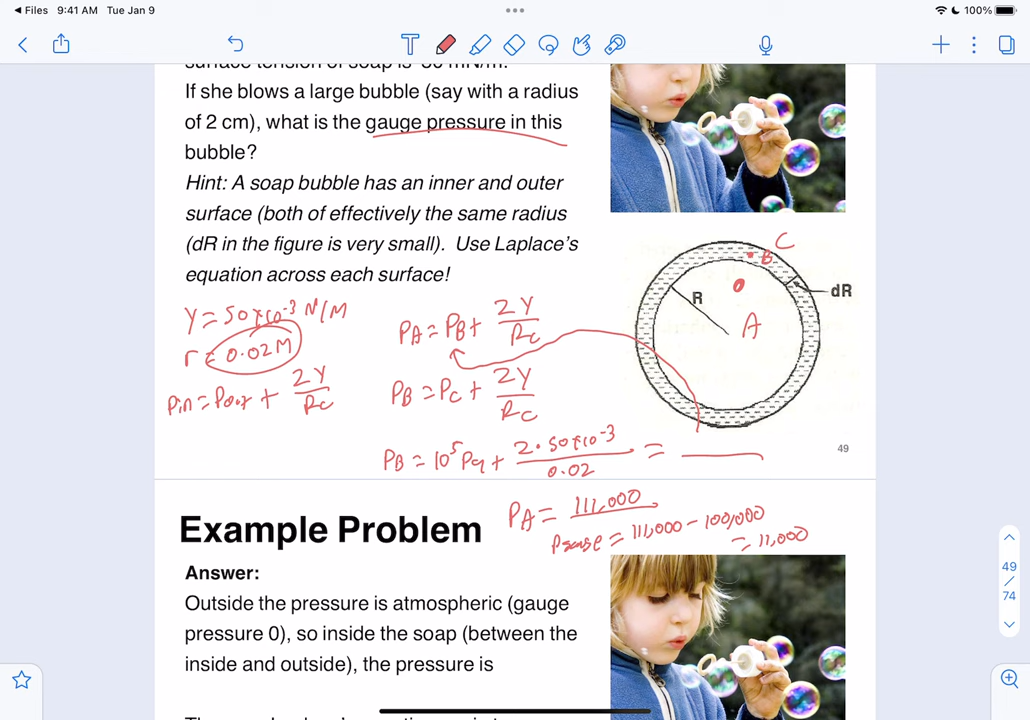 Files 9:41 AM Tue Jan 9 100%
surface tension of soap is
If she blows a large bubble (say with a radius
of 2 cm), what is the gauge pressure in this
bubble?
Hint: A soap bubble has an inner and outer
surface (both of effectively the same radius
(dR in the figure is very small). Use Laplace's
equation across each surface!
γ = 50×10⁻³ N/M
r = 0.02M
Pin = Pout + 2γ/Rc
PA = PB + 2γ/Rc
PB = PC + 2γ/Rc
PB = 10⁵ Pa + 2·50×10⁻³/0.02 =
C
B
R
A
dR
49
PA = 111,000
Pgauge = 111,000 - 100,000
= 11,000
Example Problem
Answer:
Outside the pressure is atmospheric (gauge
pressure 0), so inside the soap (between the
inside and outside), the pressure is
49
/
74